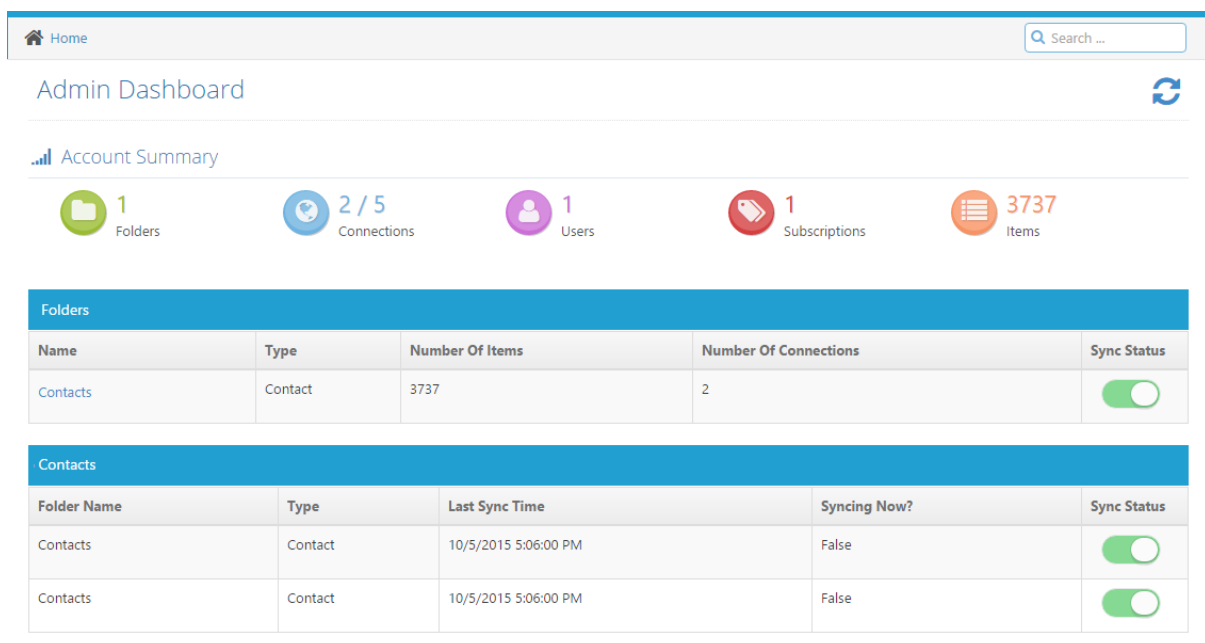 Home
Search ...
Admin Dashboard
Account Summary
1
Folders
2 / 5
Connections
1
Users
1
Subscriptions
3737
Items
Folders
Name Type Number Of Items Number Of Connections Sync Status
Contacts Contact 3737 2
Contacts
Folder Name Type Last Sync Time Syncing Now? Sync Status
Contacts Contact 10/5/2015 5:06:00 PM False
Contacts Contact 10/5/2015 5:06:00 PM False